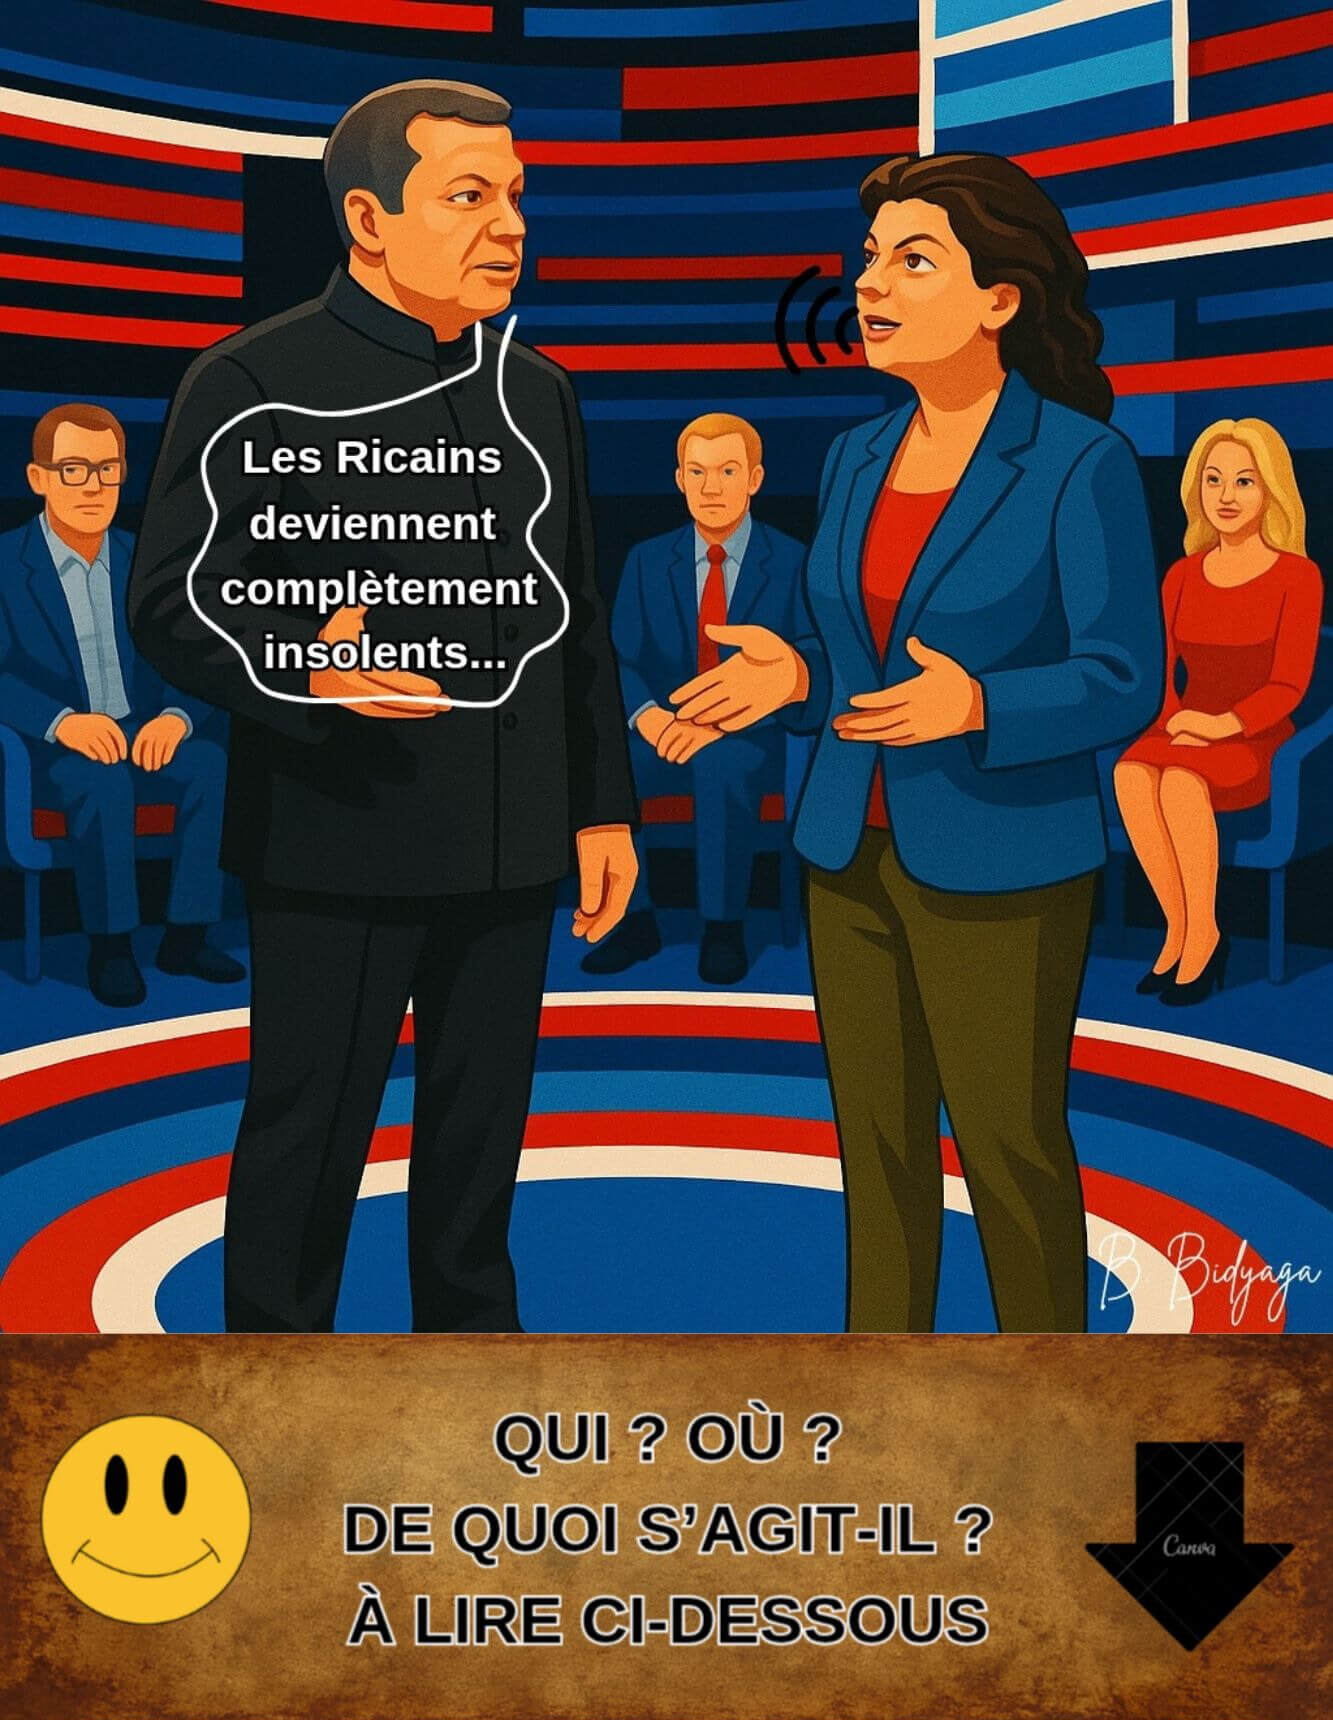 Les Ricains
deviennent
complètement
insolents...
B. Bidyaga
QUI ? OÙ ?
DE QUOI S’AGIT-IL ?
À LIRE CI-DESSOUS
Canva